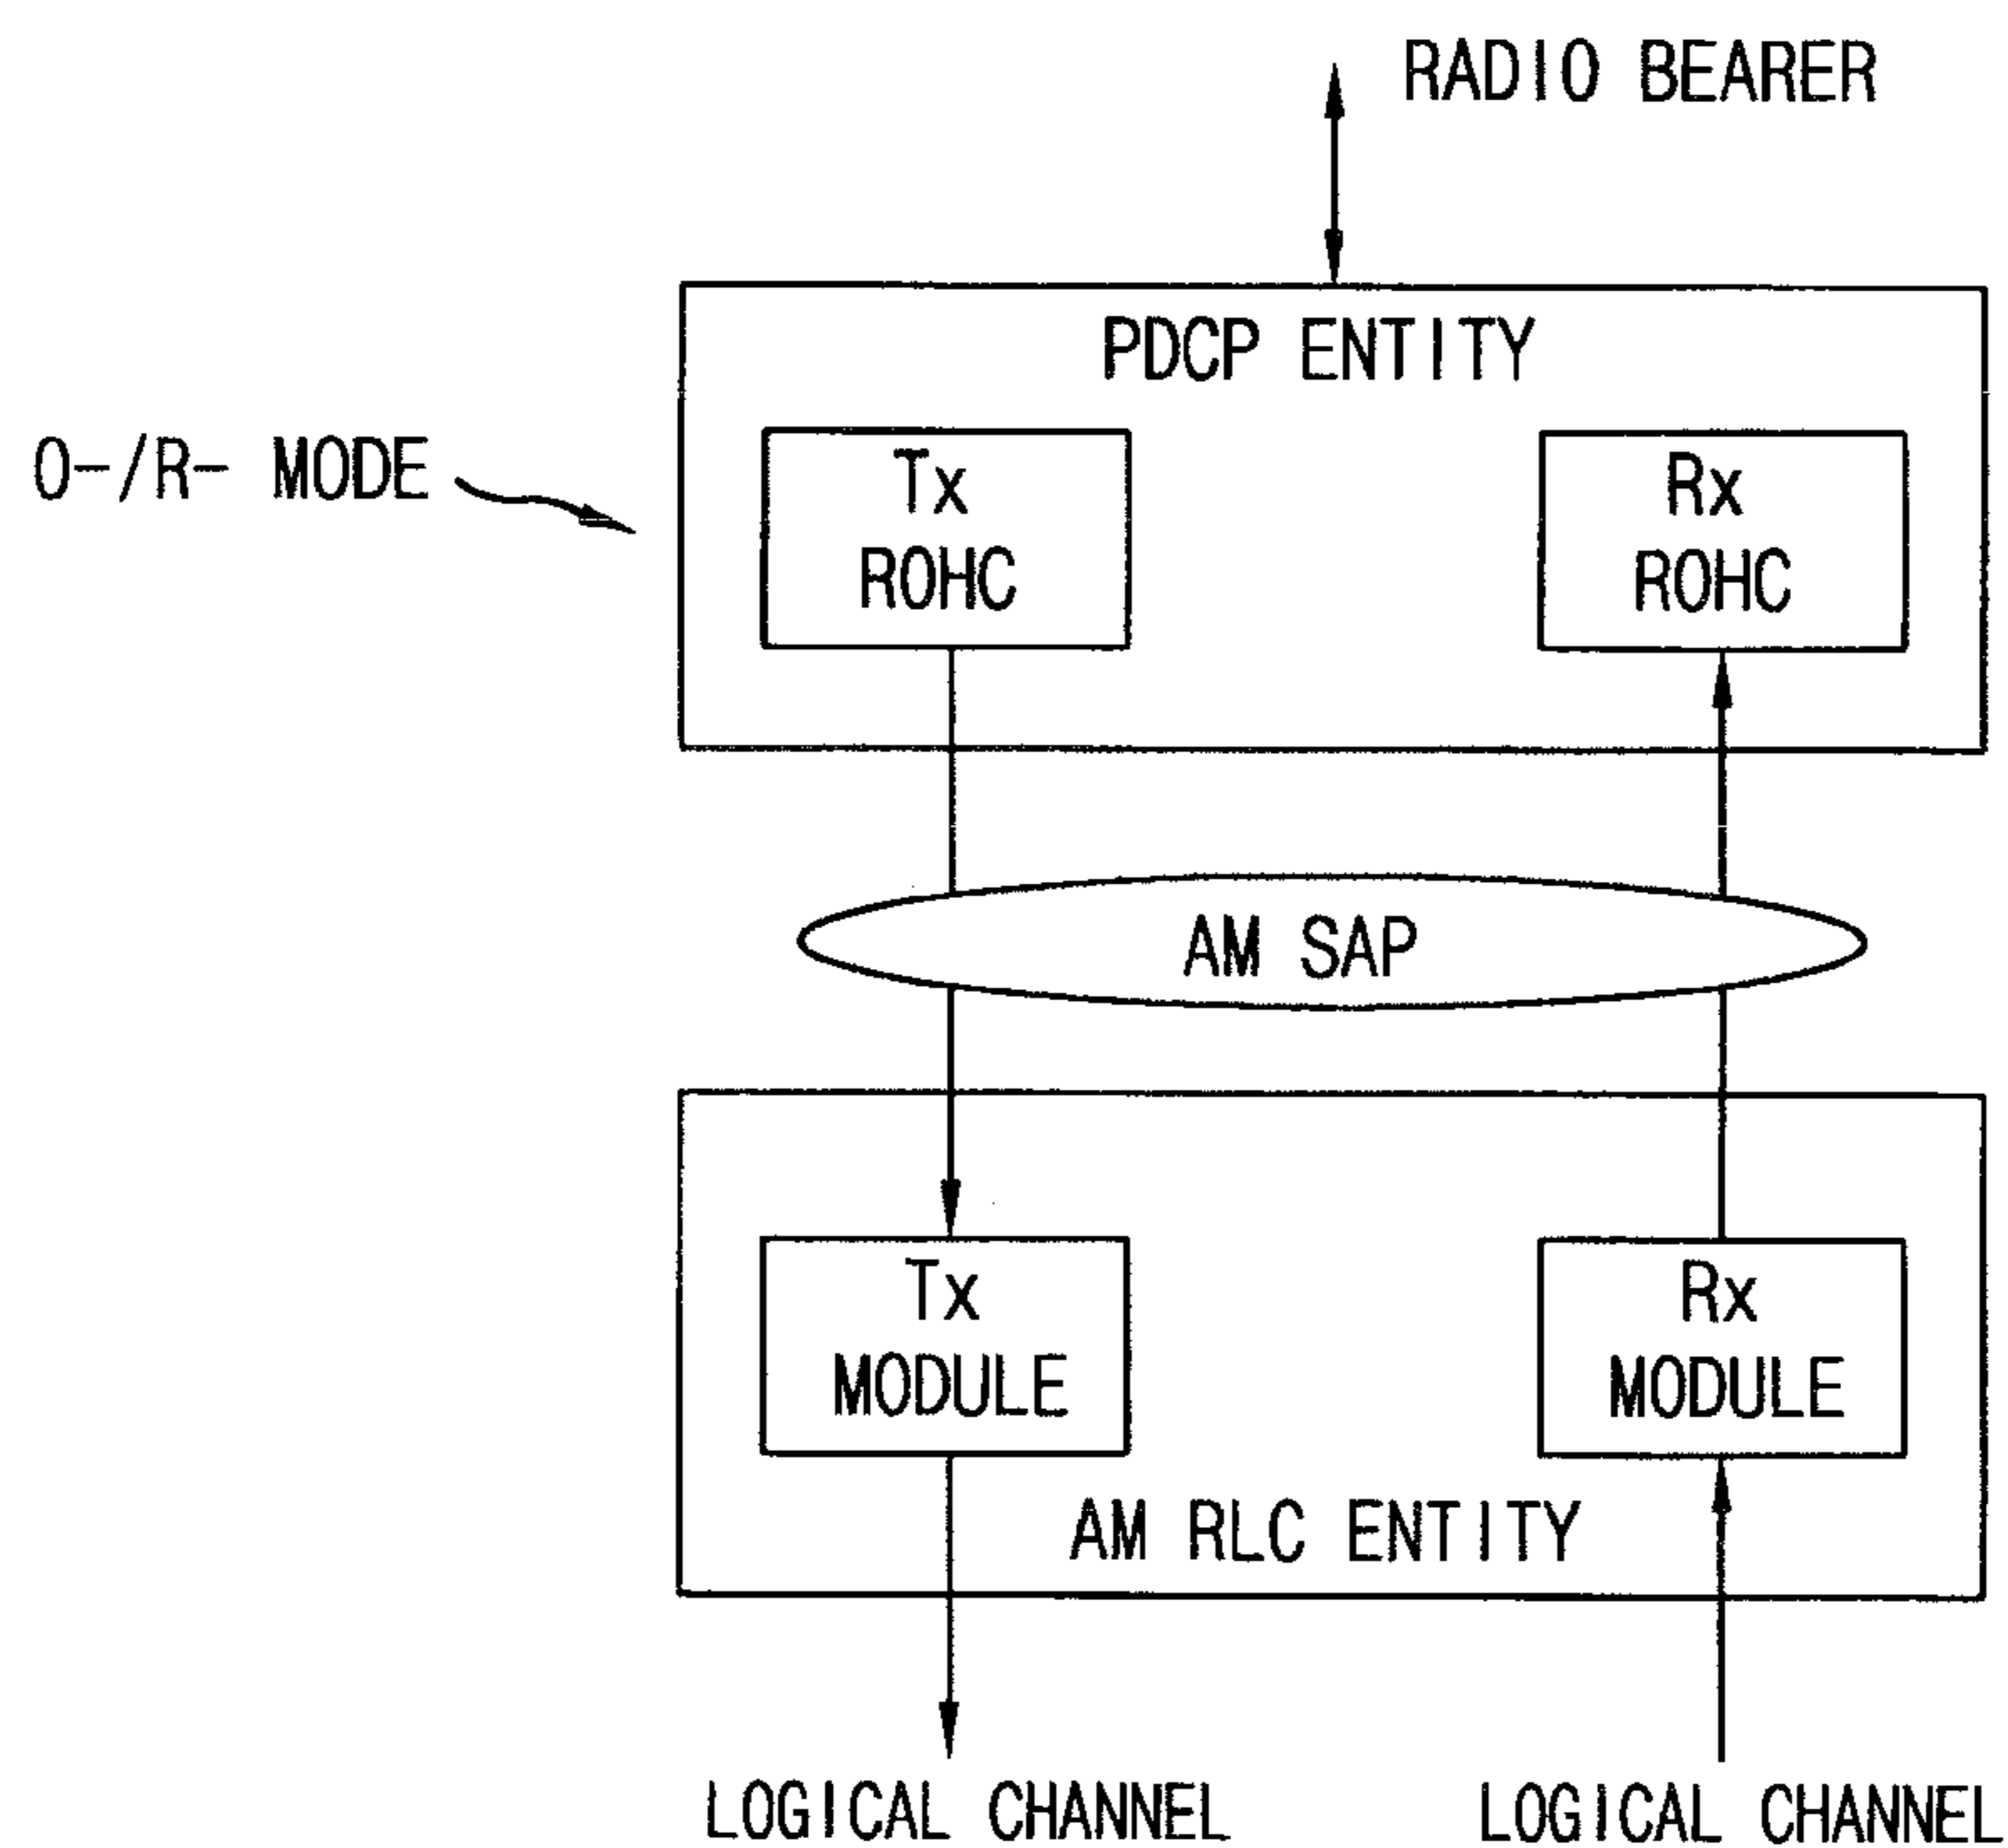 RADIO BEARER
PDCP ENTITY
O-/R- MODE
Tx
ROHC
Rx
ROHC
AM SAP
Tx
MODULE
Rx
MODULE
AM RLC ENTITY
LOGICAL CHANNEL
LOGICAL CHANNEL